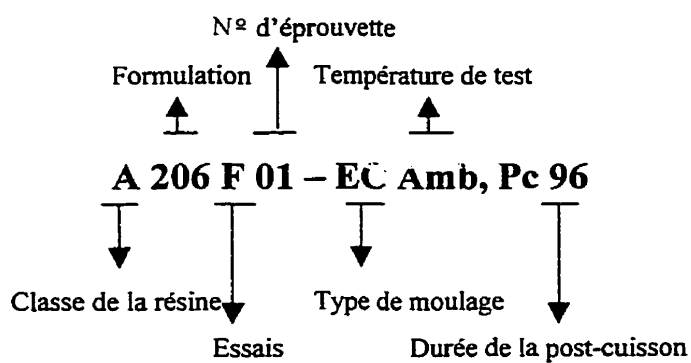 Nº d'éprouvette
Formulation Température de test
A 206 F 01 – EC Amb, Pc 96
Classe de la résine Type de moulage
Essais Durée de la post-cuisson